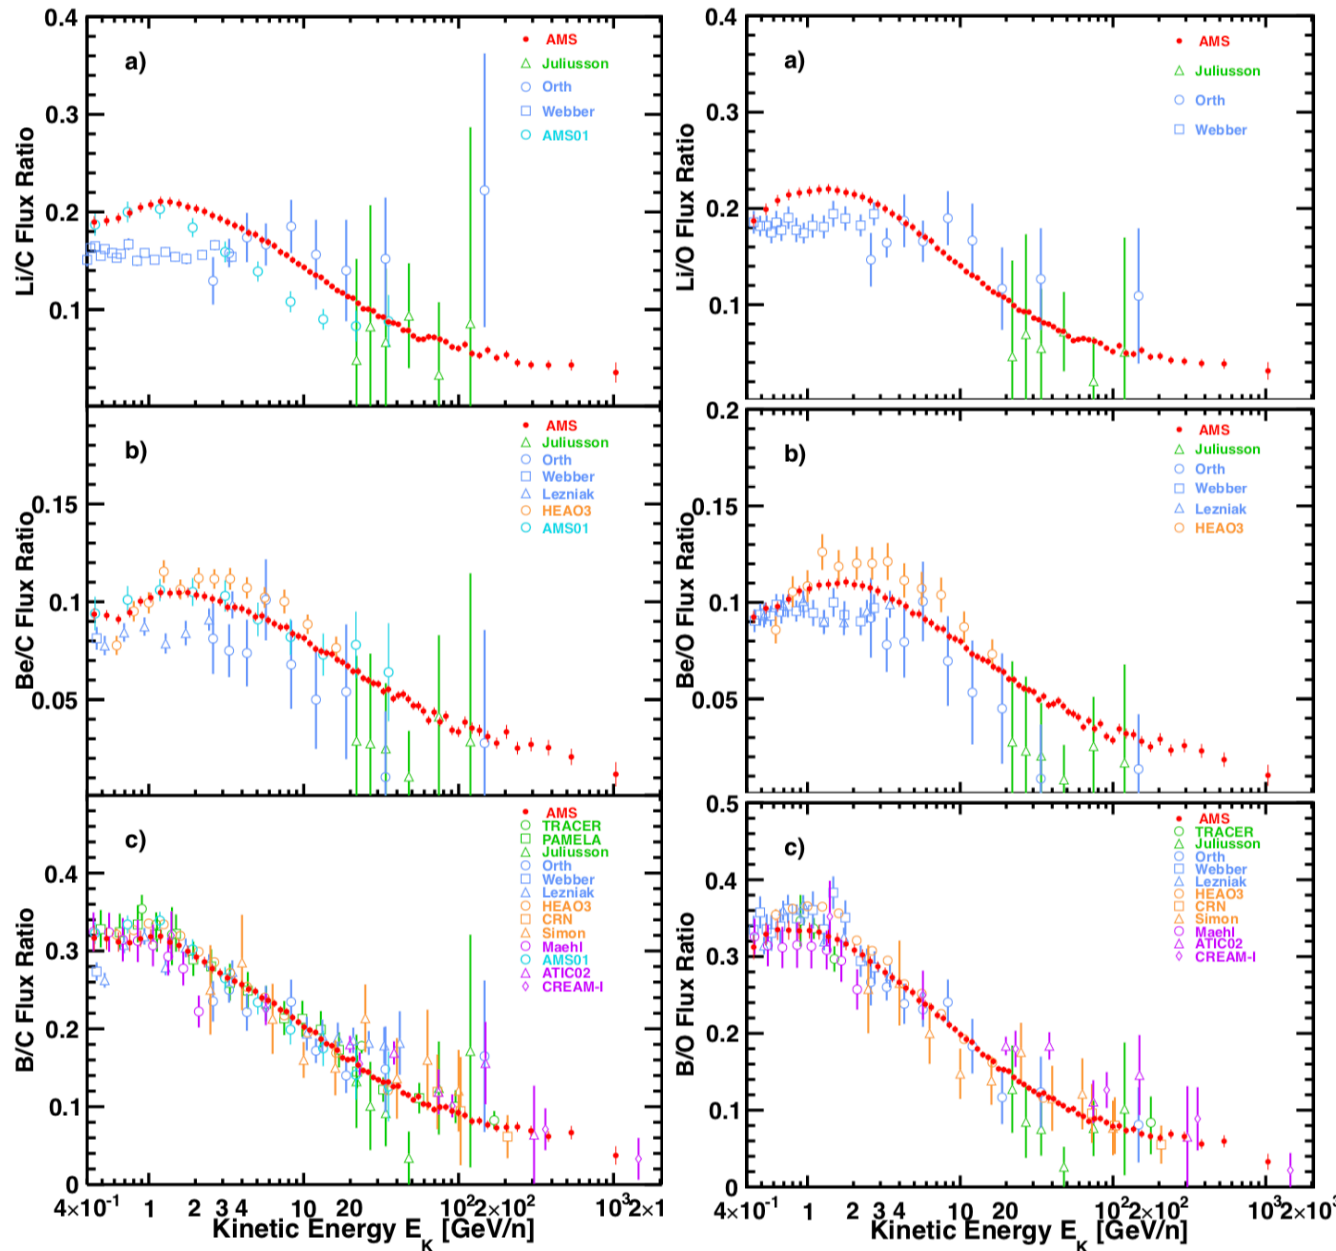 0.4
0.3
0.2
0.1
Li/C Flux Ratio
a)
AMS
Juliusson
Orth
Webber
AMS01
0.15
0.1
0.05
Be/C Flux Ratio
b)
AMS
Juliusson
Orth
Webber
Lezniak
HEAO3
AMS01
0.4
0.3
0.2
0.1
0
B/C Flux Ratio
c)
AMS
TRACER
PAMELA
Juliusson
Orth
Webber
Lezniak
HEAO3
CRN
Simon
Maehl
AMS01
ATIC02
CREAM-I
4×10⁻¹ 1 2 3 4 10 20 10² 2×10² 10³ 2×1
Kinetic Energy E_K [GeV/n]
0.4
0.3
0.2
0.1
Li/O Flux Ratio
a)
AMS
Juliusson
Orth
Webber
0.2
0.15
0.1
0.05
Be/O Flux Ratio
b)
AMS
Juliusson
Orth
Webber
Lezniak
HEAO3
0.5
0.4
0.3
0.2
0.1
0
B/O Flux Ratio
c)
AMS
TRACER
Juliusson
Orth
Webber
Lezniak
HEAO3
CRN
Simon
Maehl
ATIC02
CREAM-I
4×10⁻¹ 1 2 3 4 10 20 10² 2×10² 10³ 2×10³
Kinetic Energy E_K [GeV/n]